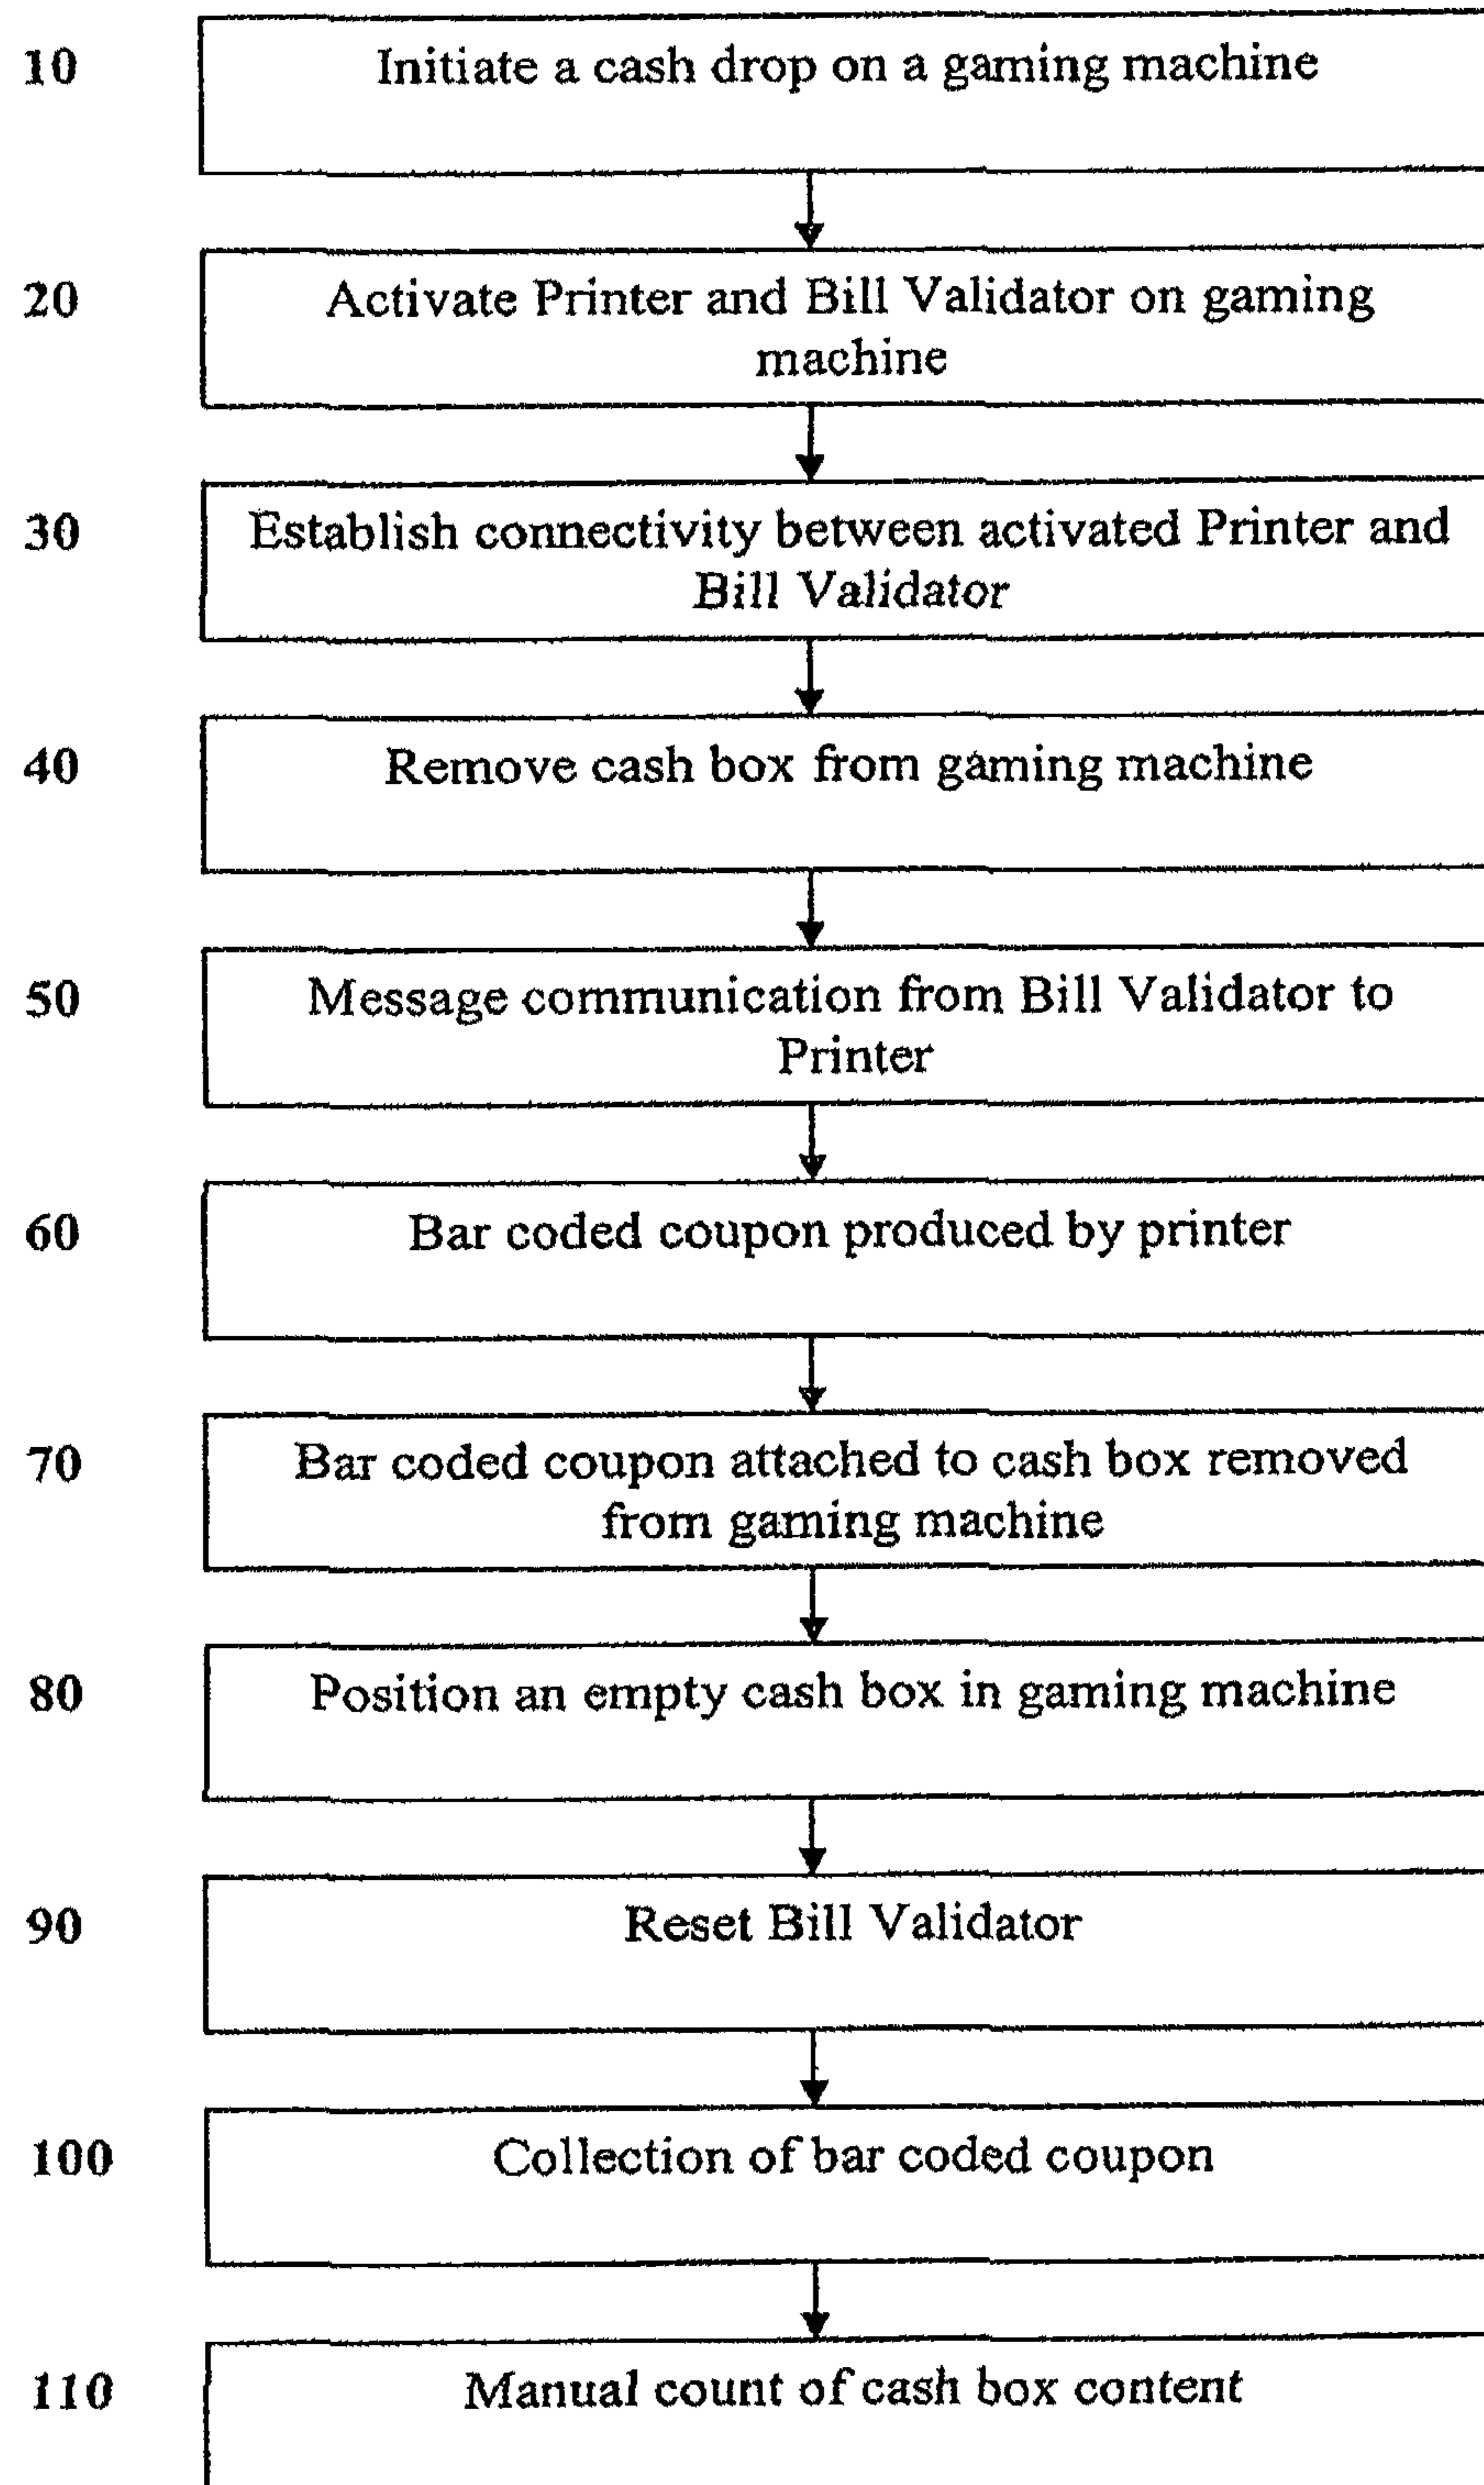 10 Initiate a cash drop on a gaming machine
20 Activate Printer and Bill Validator on gaming
machine
30 Establish connectivity between activated Printer and
Bill Validator
40 Remove cash box from gaming machine
50 Message communication from Bill Validator to
Printer
60 Bar coded coupon produced by printer
70 Bar coded coupon attached to cash box removed
from gaming machine
80 Position an empty cash box in gaming machine
90 Reset Bill Validator
100 Collection of bar coded coupon
110 Manual count of cash box content